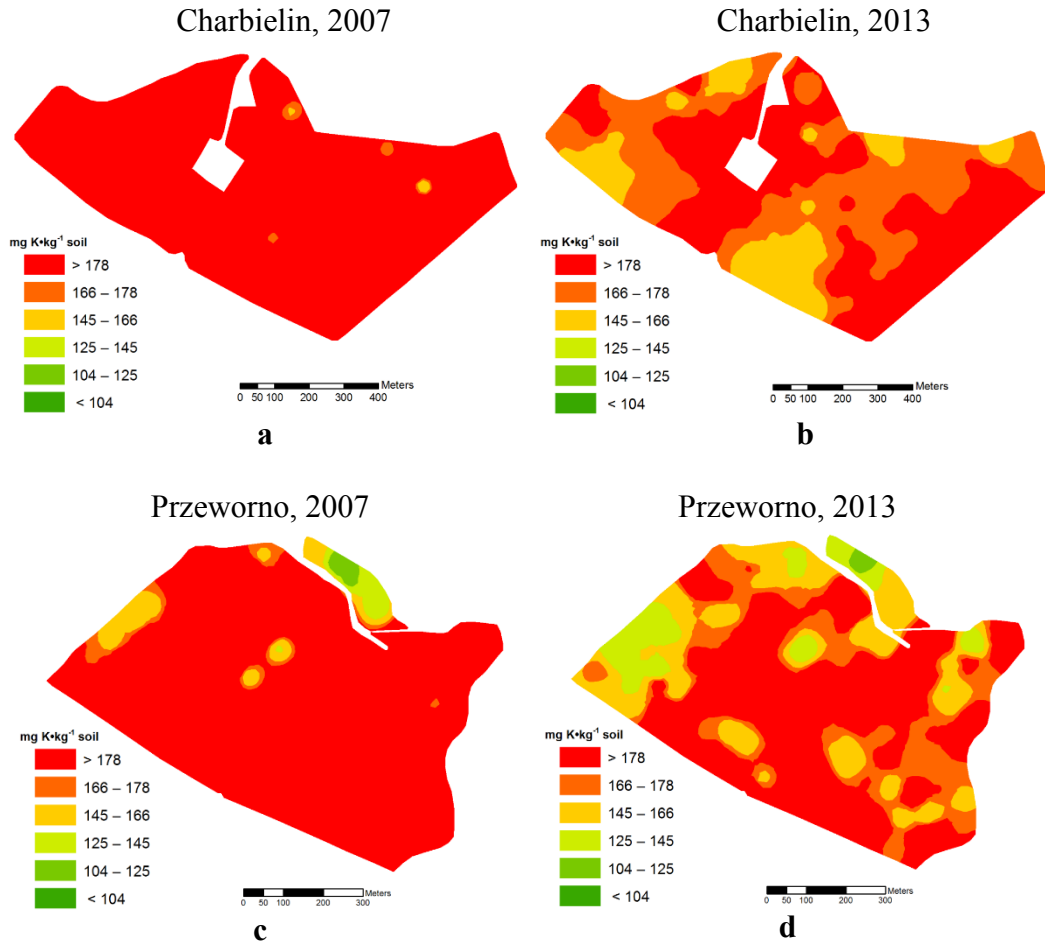 Charbielin, 2007
Charbielin, 2013
mg K•kg⁻¹ soil
> 178
166 – 178
145 – 166
125 – 145
104 – 125
< 104
0 50 100 200 300 400
Meters
a
mg K•kg⁻¹ soil
> 178
166 – 178
145 – 166
125 – 145
104 – 125
< 104
0 50 100 200 300 400
Meters
b
Przeworno, 2007
Przeworno, 2013
mg K•kg⁻¹ soil
> 178
166 – 178
145 – 166
125 – 145
104 – 125
< 104
0 50 100 200 300
Meters
c
mg K•kg⁻¹ soil
> 178
166 – 178
145 – 166
125 – 145
104 – 125
< 104
0 50 100 200 300
Meters
d